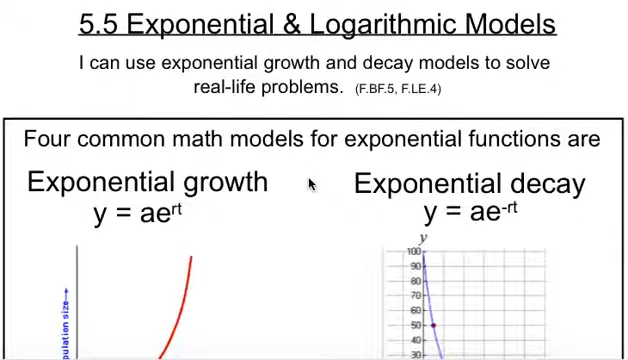 5.5 Exponential & Logarithmic Models
I can use exponential growth and decay models to solve
real-life problems. (F.BF.5, F.LE.4)
Four common math models for exponential functions are
Exponential growth
y = ae^rt
Exponential decay
y = ae^-rt
size
y
100
90
80
70
60
50
40
30